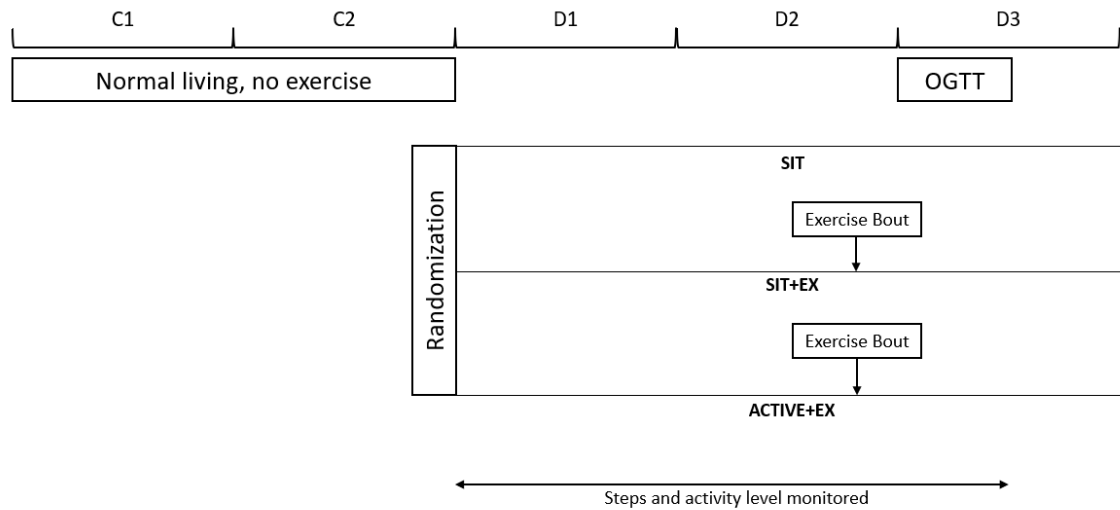 C1 C2 D1 D2 D3
Normal living, no exercise OGTT
SIT
Randomization
Exercise Bout
SIT+EX
Exercise Bout
ACTIVE+EX
Steps and activity level monitored